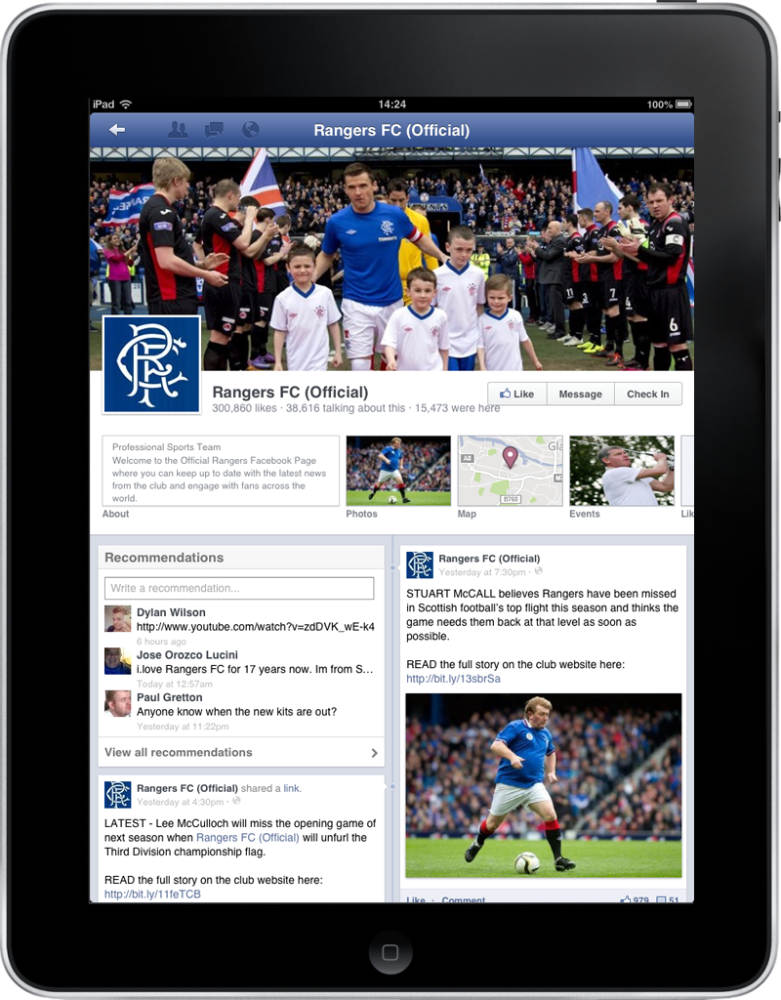 iPad 14:24 100%
Rangers FC (Official)
RANGER
TENNENT'S
11
3
7
4
6
Rangers FC (Official)
300,860 likes · 38,616 talking about this · 15,473 were here
Like Message Check In
Professional Sports Team
Welcome to the Official Rangers Facebook Page
where you can keep up to date with the latest news
from the club and engage with fans across the
world.
A8
Gla
M
B768
About Photos Map Events Lik
Recommendations
Write a recommendation...
Dylan Wilson
http://www.youtube.com/watch?v=zdDVK_wE-k4
6 hours ago
Jose Orozco Lucini
i.love Rangers FC for 17 years now. Im from S...
Today at 12:57am
Paul Gretton
Anyone know when the new kits are out?
Yesterday at 11:22pm
View all recommendations
Rangers FC (Official) shared a link.
Yesterday at 4:30pm ·
LATEST - Lee McCulloch will miss the opening game of
next season when Rangers FC (Official) will unfurl the
Third Division championship flag.
READ the full story on the club website here:
http://bit.ly/11feTCB
Rangers FC (Official)
Yesterday at 7:30pm ·
STUART McCALL believes Rangers have been missed
in Scottish football's top flight this season and thinks the
game needs them back at that level as soon as
possible.
READ the full story on the club website here:
http://bit.ly/13sbrSa
Like · Comment 979 51